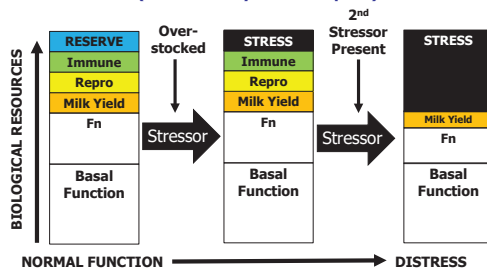 Over-
stocked
2nd
Stressor
Present
BIOLOGICAL RESOURCES
RESERVE
Immune
Repro
Milk Yield
Fn
Basal
Function
Stressor
STRESS
Immune
Repro
Milk Yield
Fn
Basal
Function
Stressor
STRESS
Milk Yield
Fn
Basal
Function
NORMAL FUNCTION
DISTRESS